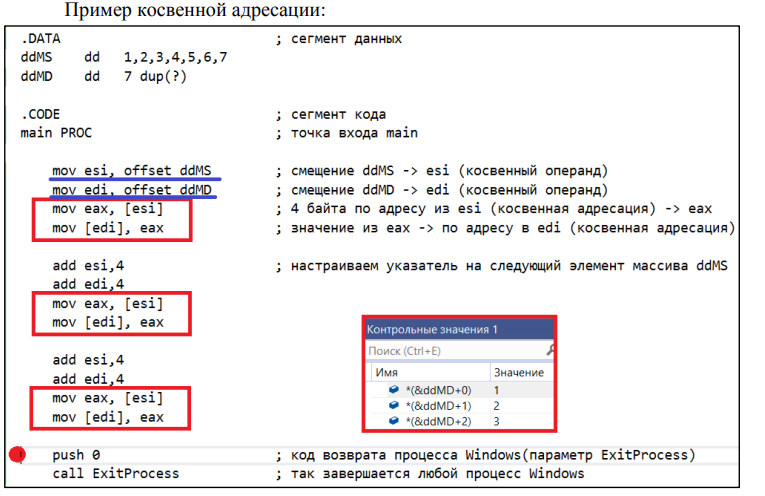 Пример косвенной адресации:
.DATA ; сегмент данных
ddMS dd 1,2,3,4,5,6,7
ddMD dd 7 dup(?)
.CODE ; сегмент кода
main PROC ; точка входа main
mov esi, offset ddMS ; смещение ddMS -> esi (косвенный операнд)
mov edi, offset ddMD ; смещение ddMD -> edi (косвенный операнд)
mov eax, [esi] ; 4 байта по адресу из esi (косвенная адресация) -> eax
mov [edi], eax ; значение из eax -> по адресу в edi (косвенная адресация)
add esi,4 ; настраиваем указатель на следующий элемент массива ddMS
add edi,4
mov eax, [esi]
mov [edi], eax
add esi,4
add edi,4
mov eax, [esi]
mov [edi], eax
Контрольные значения 1
Поиск (Ctrl+E)
Имя Значение
*(&ddMD+0) 1
*(&ddMD+1) 2
*(&ddMD+2) 3
push 0 ; код возврата процесса Windows(параметр ExitProcess)
call ExitProcess ; так завершается любой процесс Windows